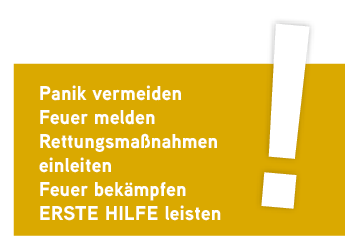 Panik vermeiden
Feuer melden
Rettungsmaßnahmen
einleiten
Feuer bekämpfen
ERSTE HILFE leisten
!